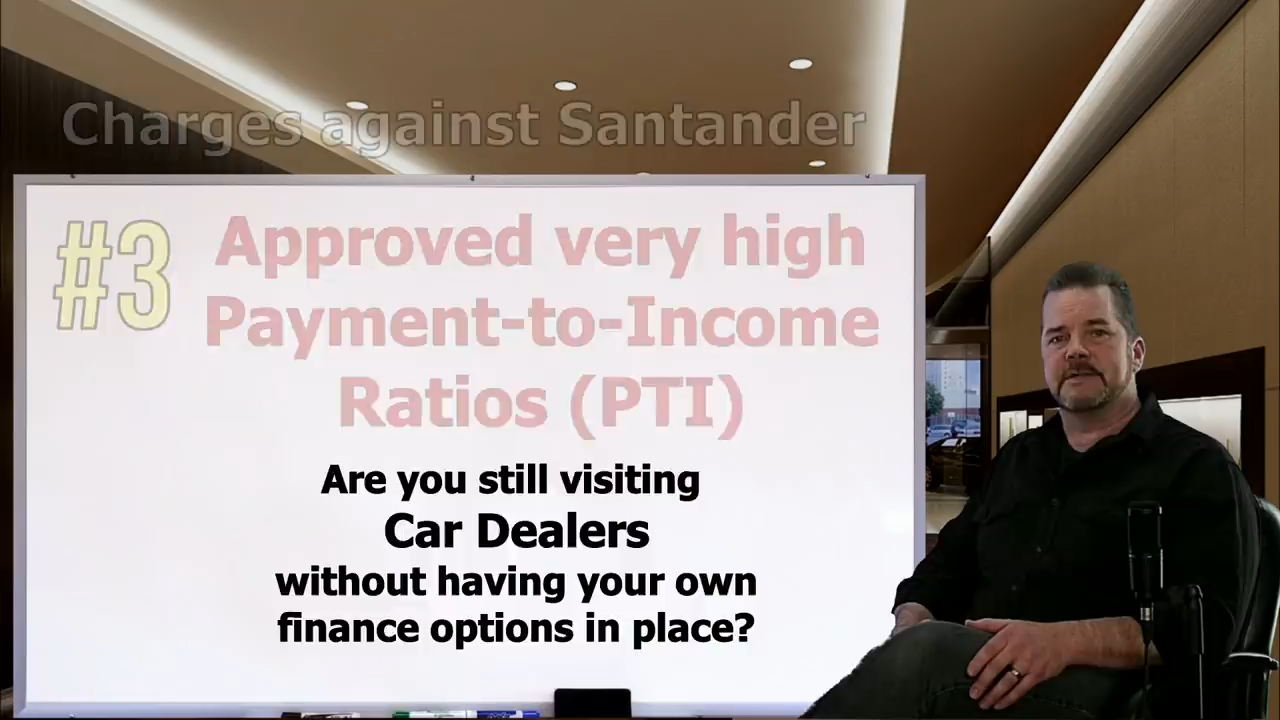 Charges against Santander
#3
Approved very high
Payment-to-Income
Ratios (PTI)
Are you still visiting
Car Dealers
without having your own
finance options in place?